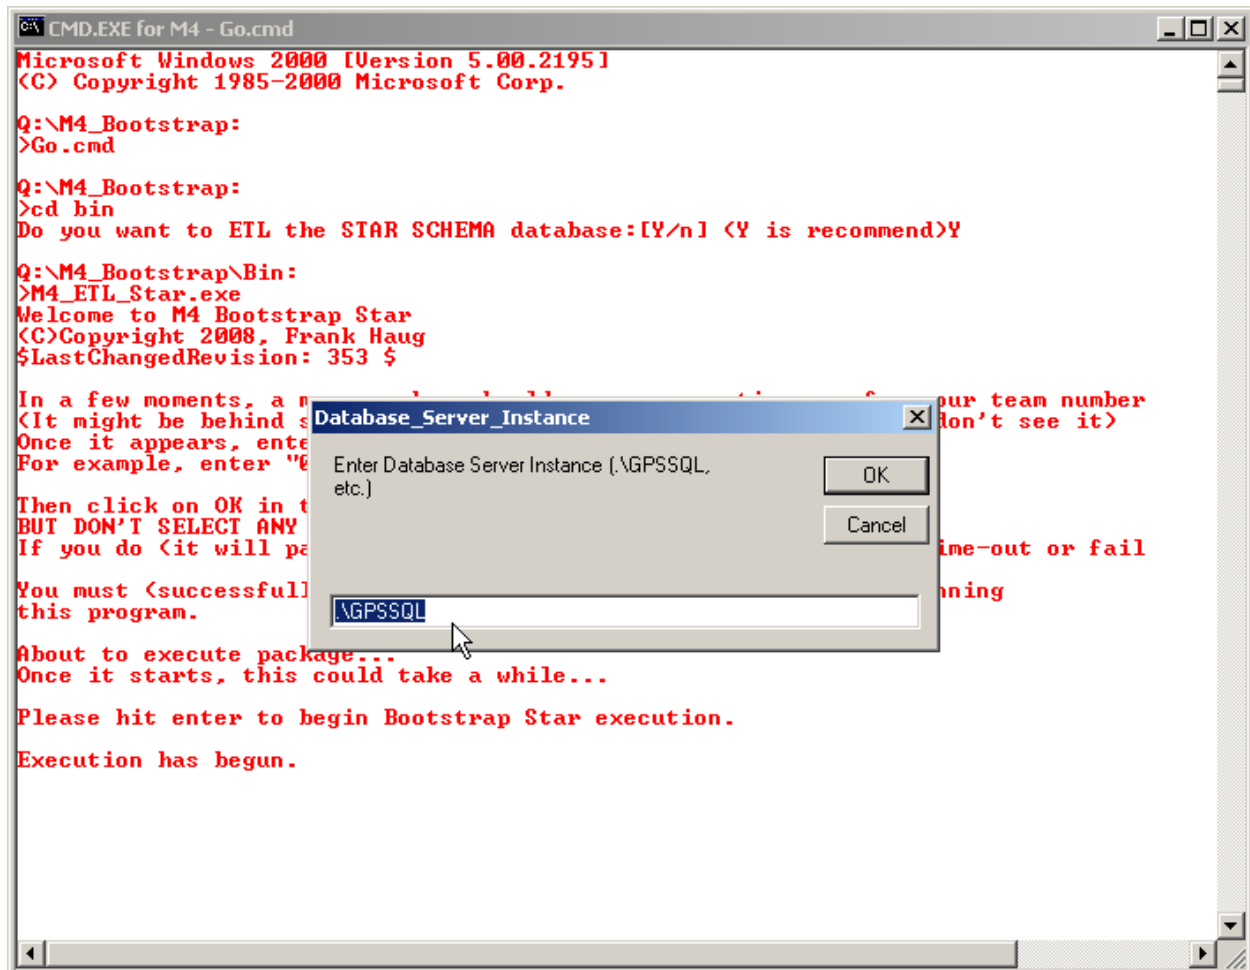 CMD.EXE for M4 - Go.cmd
Microsoft Windows 2000 [Version 5.00.2195]
(C) Copyright 1985-2000 Microsoft Corp.
Q:\M4_Bootstrap:
>Go.cmd
Q:\M4_Bootstrap:
>cd bin
Do you want to ETL the STAR SCHEMA database:[Y/n] (Y is recommend)Y
Q:\M4_Bootstrap\Bin:
>M4_ETL_Star.exe
Welcome to M4 Bootstrap Star
(C)Copyright 2008, Frank Haug
$LastChangedRevision: 353 $
In a few moments, a our team number
(It might be behind don't see it)
Once it appears,
For example, enter
Then click on OK in
BUT DON'T SELECT ANY
If you do (it will ime-out or fail
You must
this program.
About to execute package...
Once it starts, this could take a while...
Please hit enter to begin Bootstrap Star execution.
Execution has begun.
Database_Server_Instance
Enter Database Server Instance (.\GPSSQL,
etc.)
OK
Cancel
.\GPSSQL